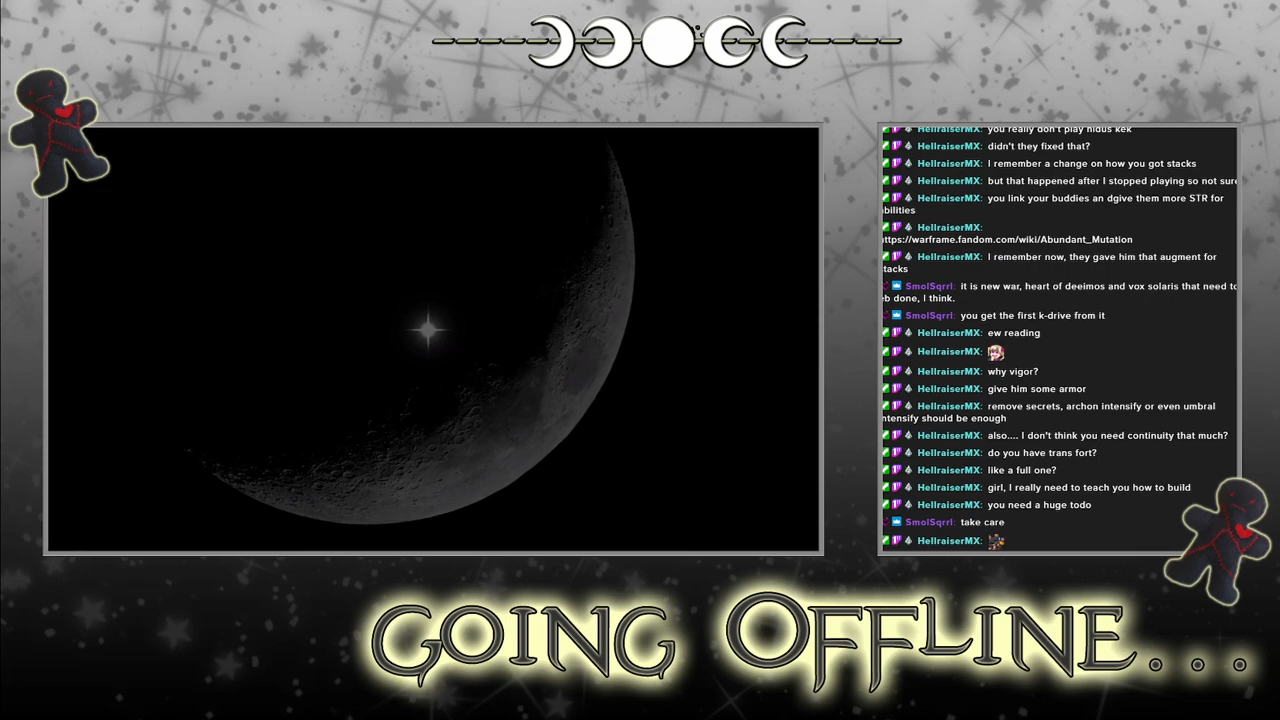 HellraiserMX: you really don't play nidus kek
HellraiserMX: didn't they fixed that?
HellraiserMX: I remember a change on how you got stacks
HellraiserMX: but that happened after I stopped playing so not sure
HellraiserMX: you link your buddies an dgive them more STR for
bilities
HellraiserMX:
ttps://warframe.fandom.com/wiki/Abundant_Mutation
HellraiserMX: I remember now, they gave him that augment for
tacks
SmolSqrrl: it is new war, heart of deeimos and vox solaris that need to
eb done, I think.
SmolSqrrl: you get the first k-drive from it
HellraiserMX: ew reading
HellraiserMX:
HellraiserMX: why vigor?
HellraiserMX: give him some armor
HellraiserMX: remove secrets, archon intensify or even umbral
ntensify should be enough
HellraiserMX: also.... I don't think you need continuity that much?
HellraiserMX: do you have trans fort?
HellraiserMX: like a full one?
HellraiserMX: girl, I really need to teach you how to build
HellraiserMX: you need a huge todo
SmolSqrrl: take care
HellraiserMX:
GOING OFFLINE...